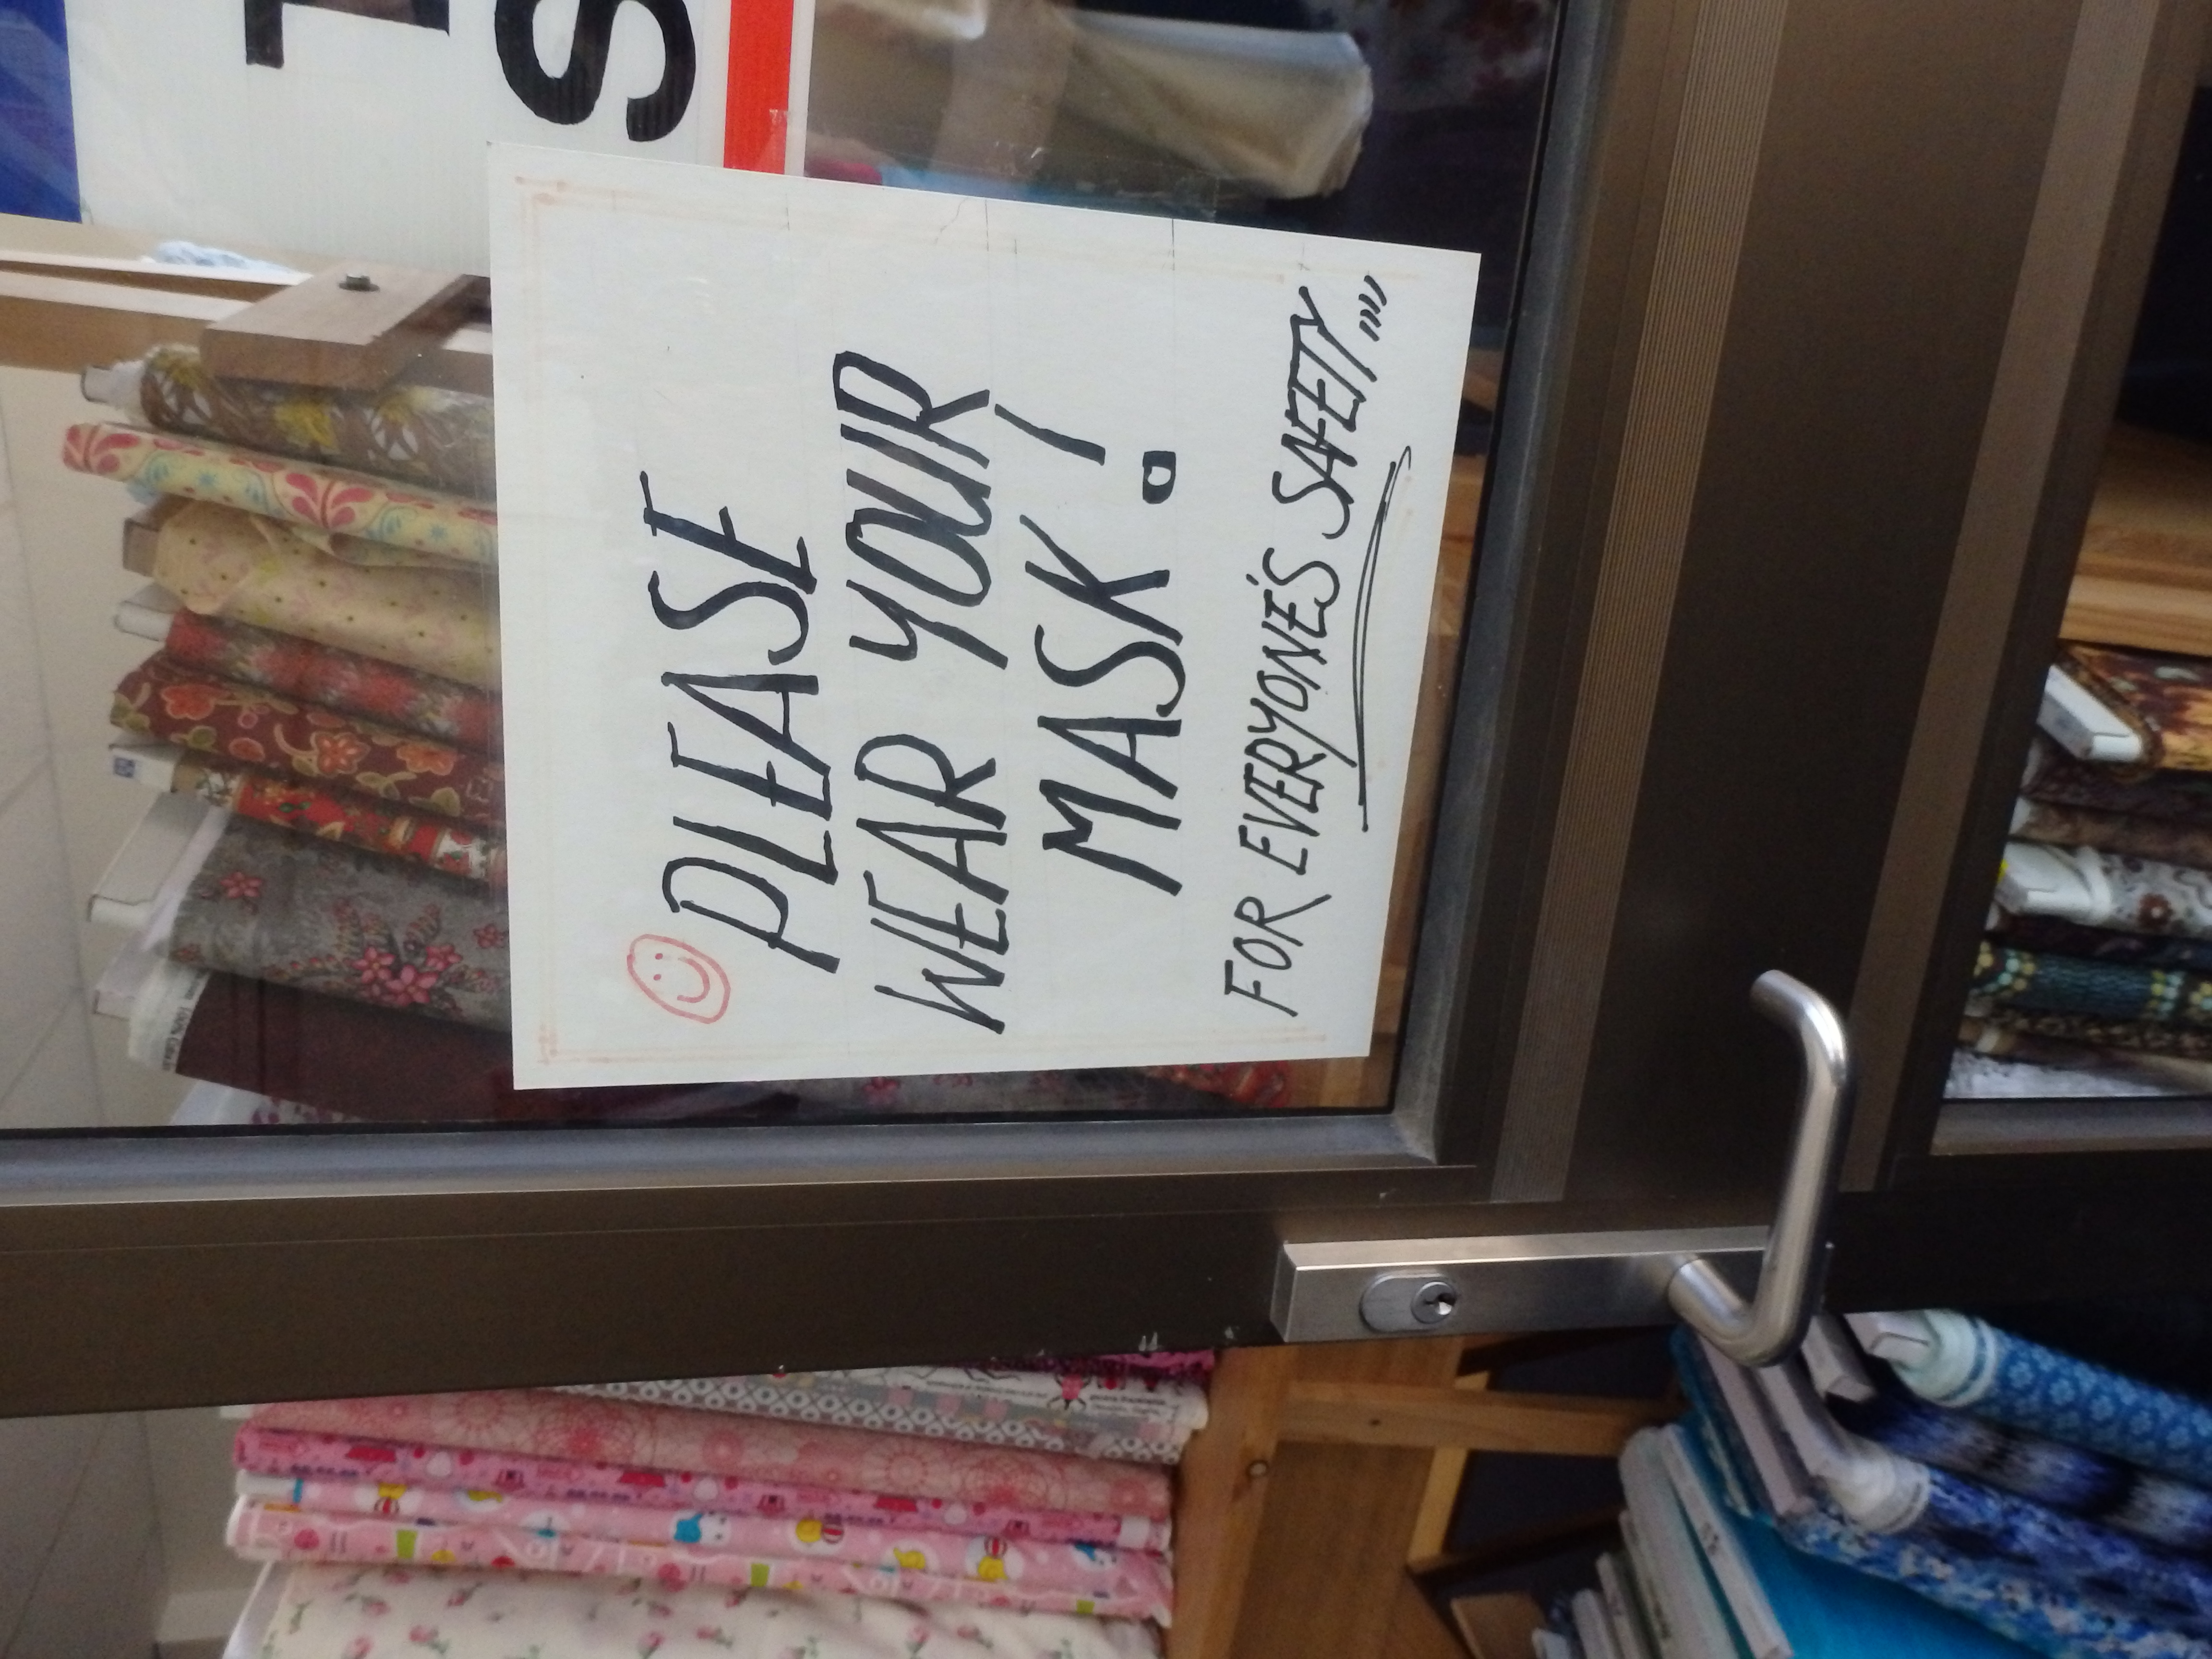 PLEASE
WEAR YOUR
MASK!
FOR EVERYONE'S SAFETY""